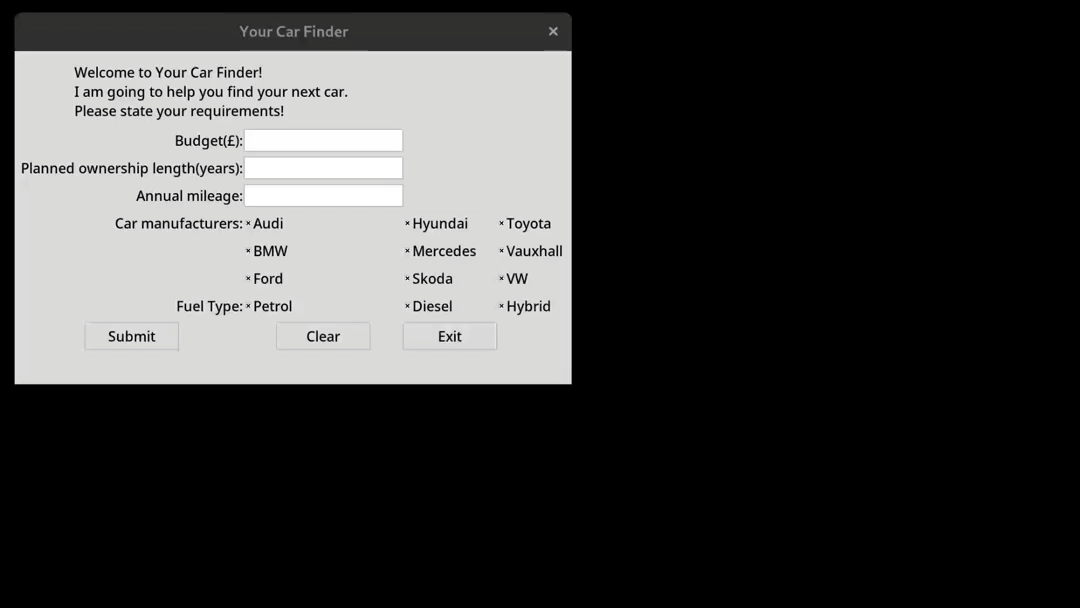 Your Car Finder
Welcome to Your Car Finder!
I am going to help you find your next car.
Please state your requirements!
Budget(£):
Planned ownership length(years):
Annual mileage:
Car manufacturers: Audi Hyundai Toyota
BMW Mercedes Vauxhall
Ford Skoda VW
Fuel Type: Petrol Diesel Hybrid
Submit Clear Exit